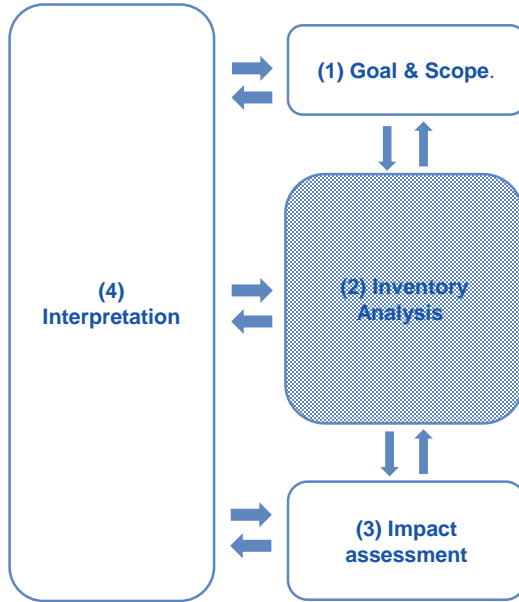 (1) Goal & Scope.
(2) Inventory
Analysis
(4)
Interpretation
(3) Impact
assessment